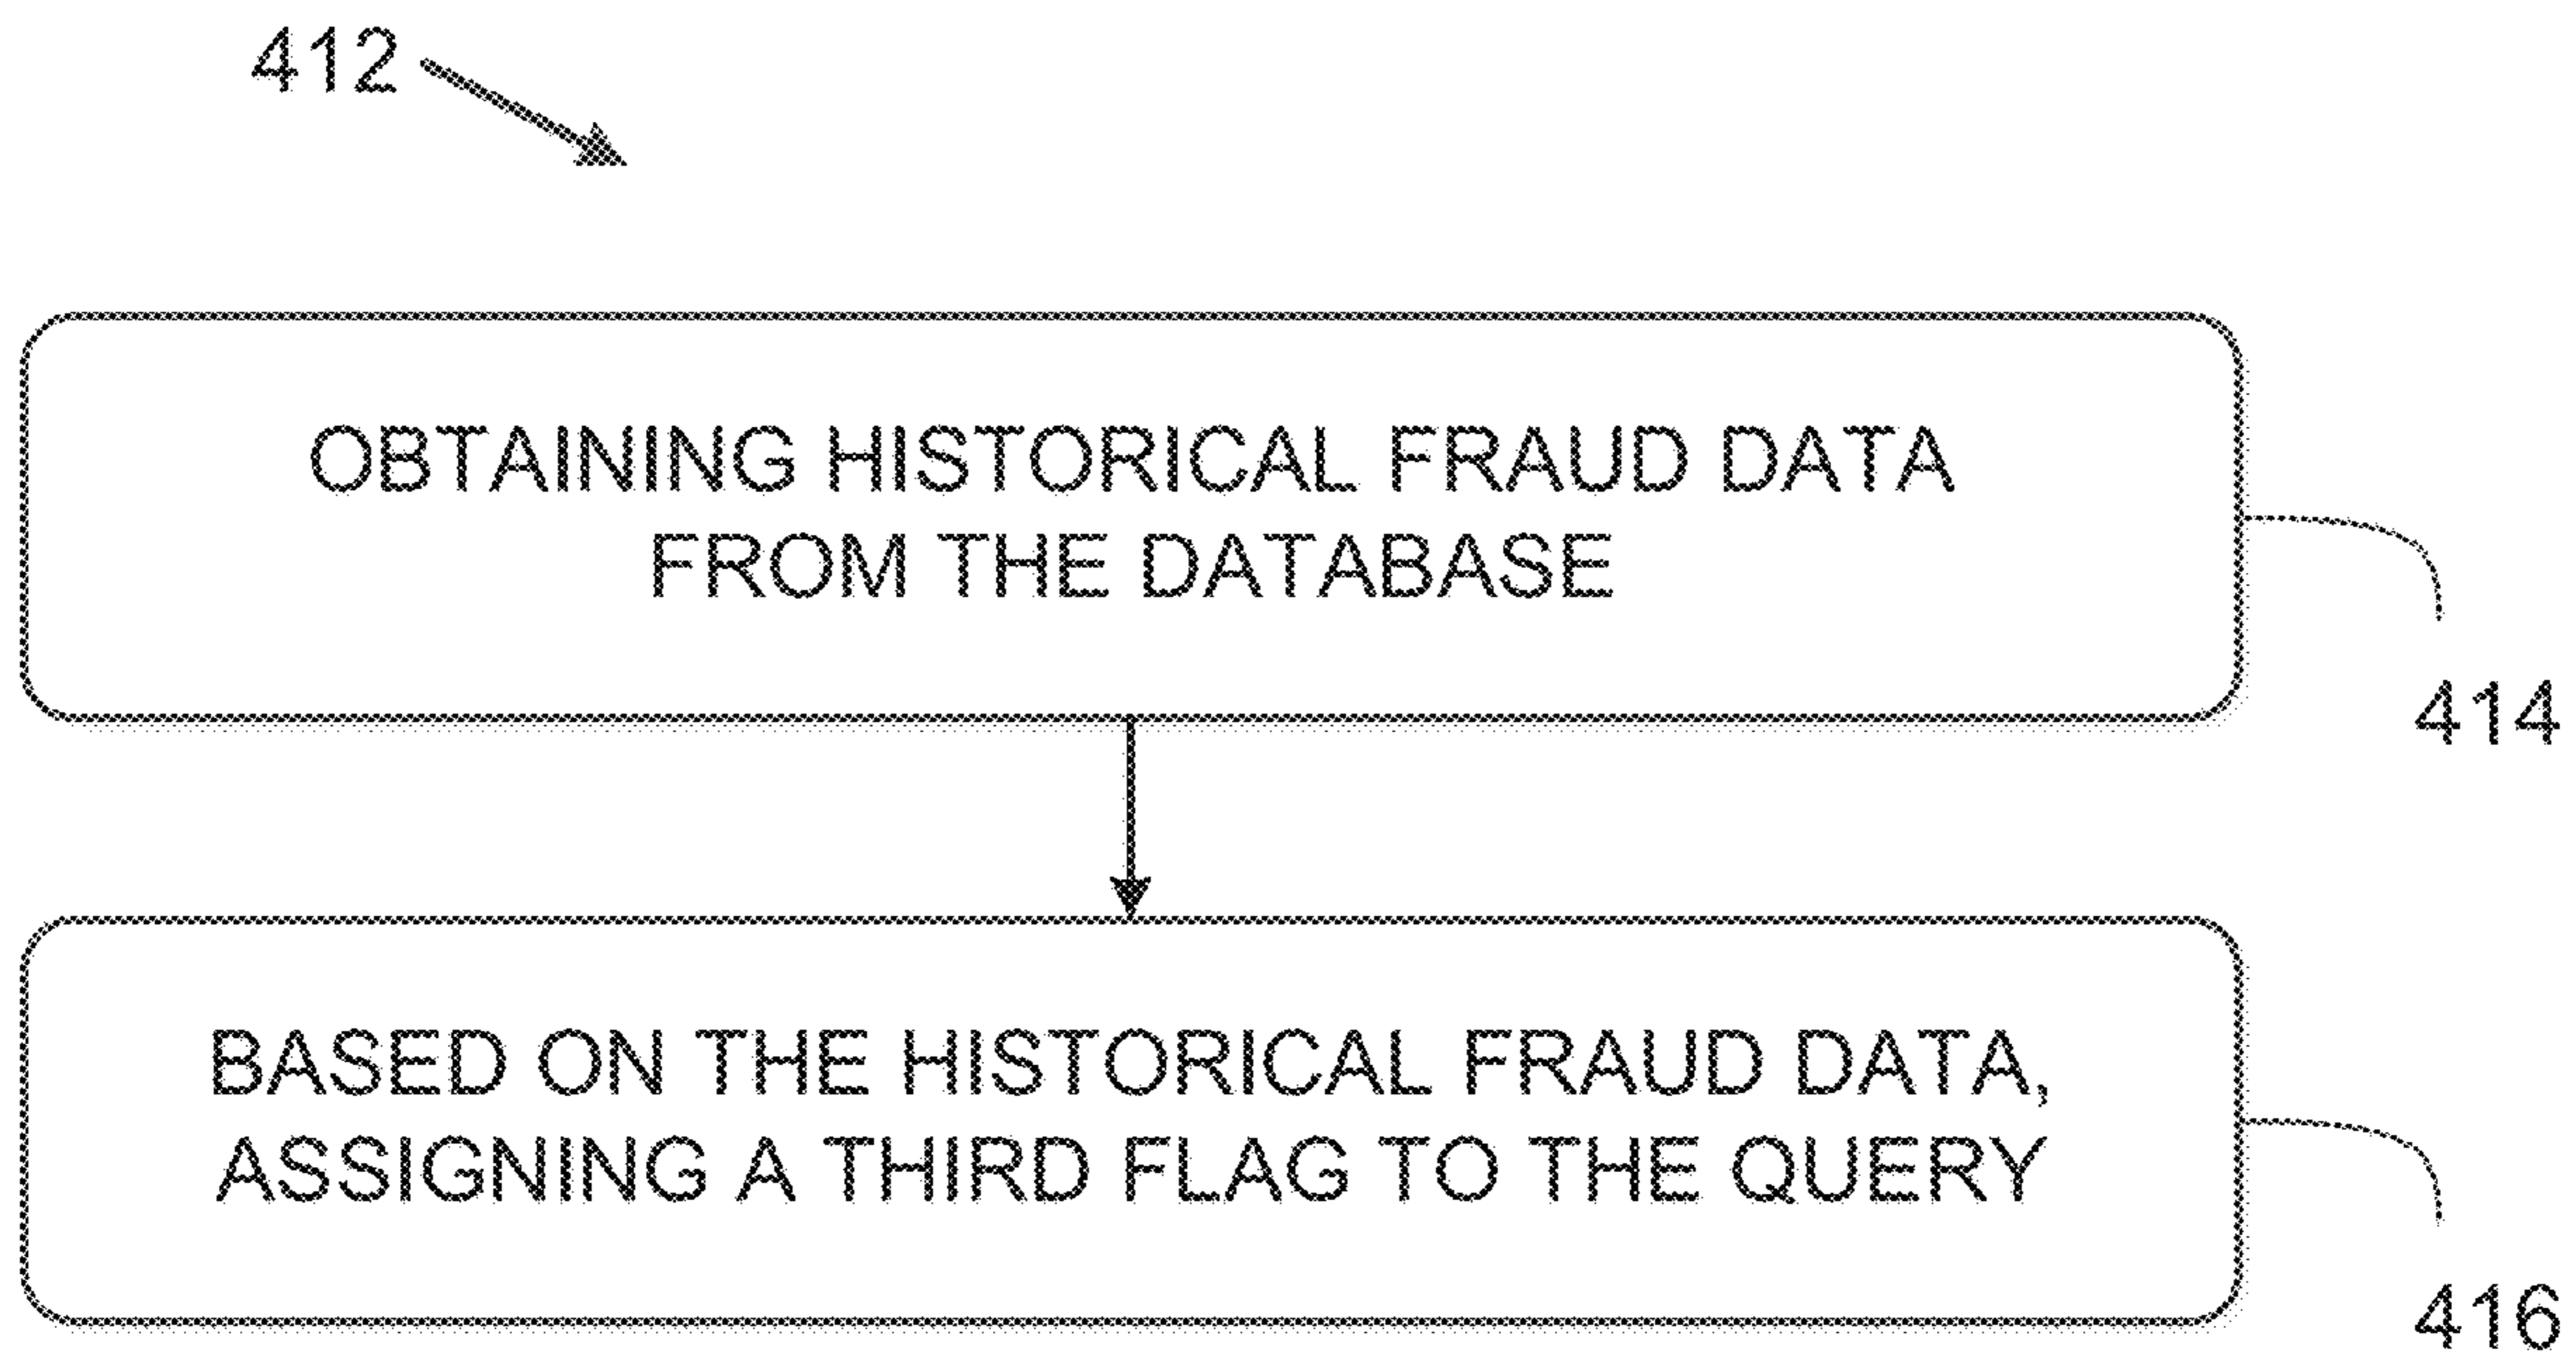 412
OBTAINING HISTORICAL FRAUD DATA
FROM THE DATABASE
414
BASED ON THE HISTORICAL FRAUD DATA,
ASSIGNING A THIRD FLAG TO THE QUERY
416